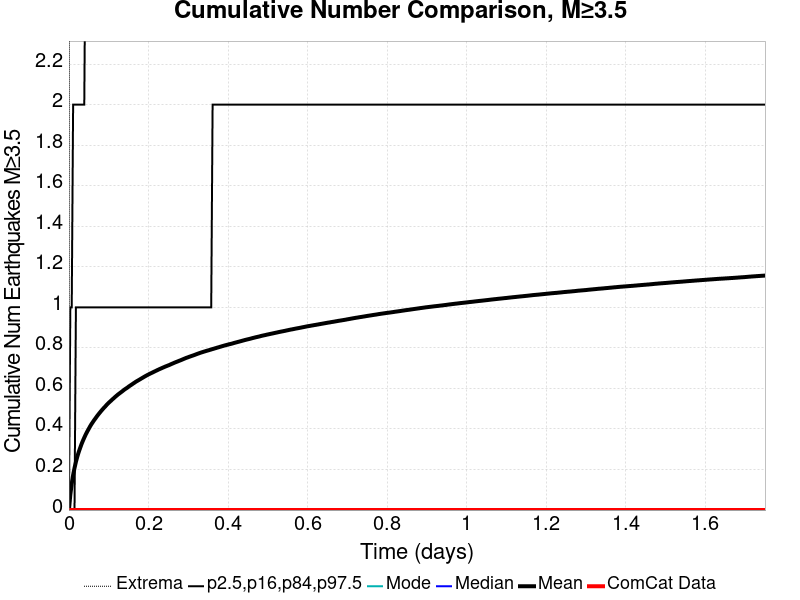 Cumulative Number Comparison, M≥3.5
Cumulative Num Earthquakes M≥3.5
2.2
2
1.8
1.6
1.4
1.2
1
0.8
0.6
0.4
0.2
0
0 0.2 0.4 0.6 0.8 1 1.2 1.4 1.6
Time (days)
Extrema p2.5,p16,p84,p97.5 Mode Median Mean ComCat Data